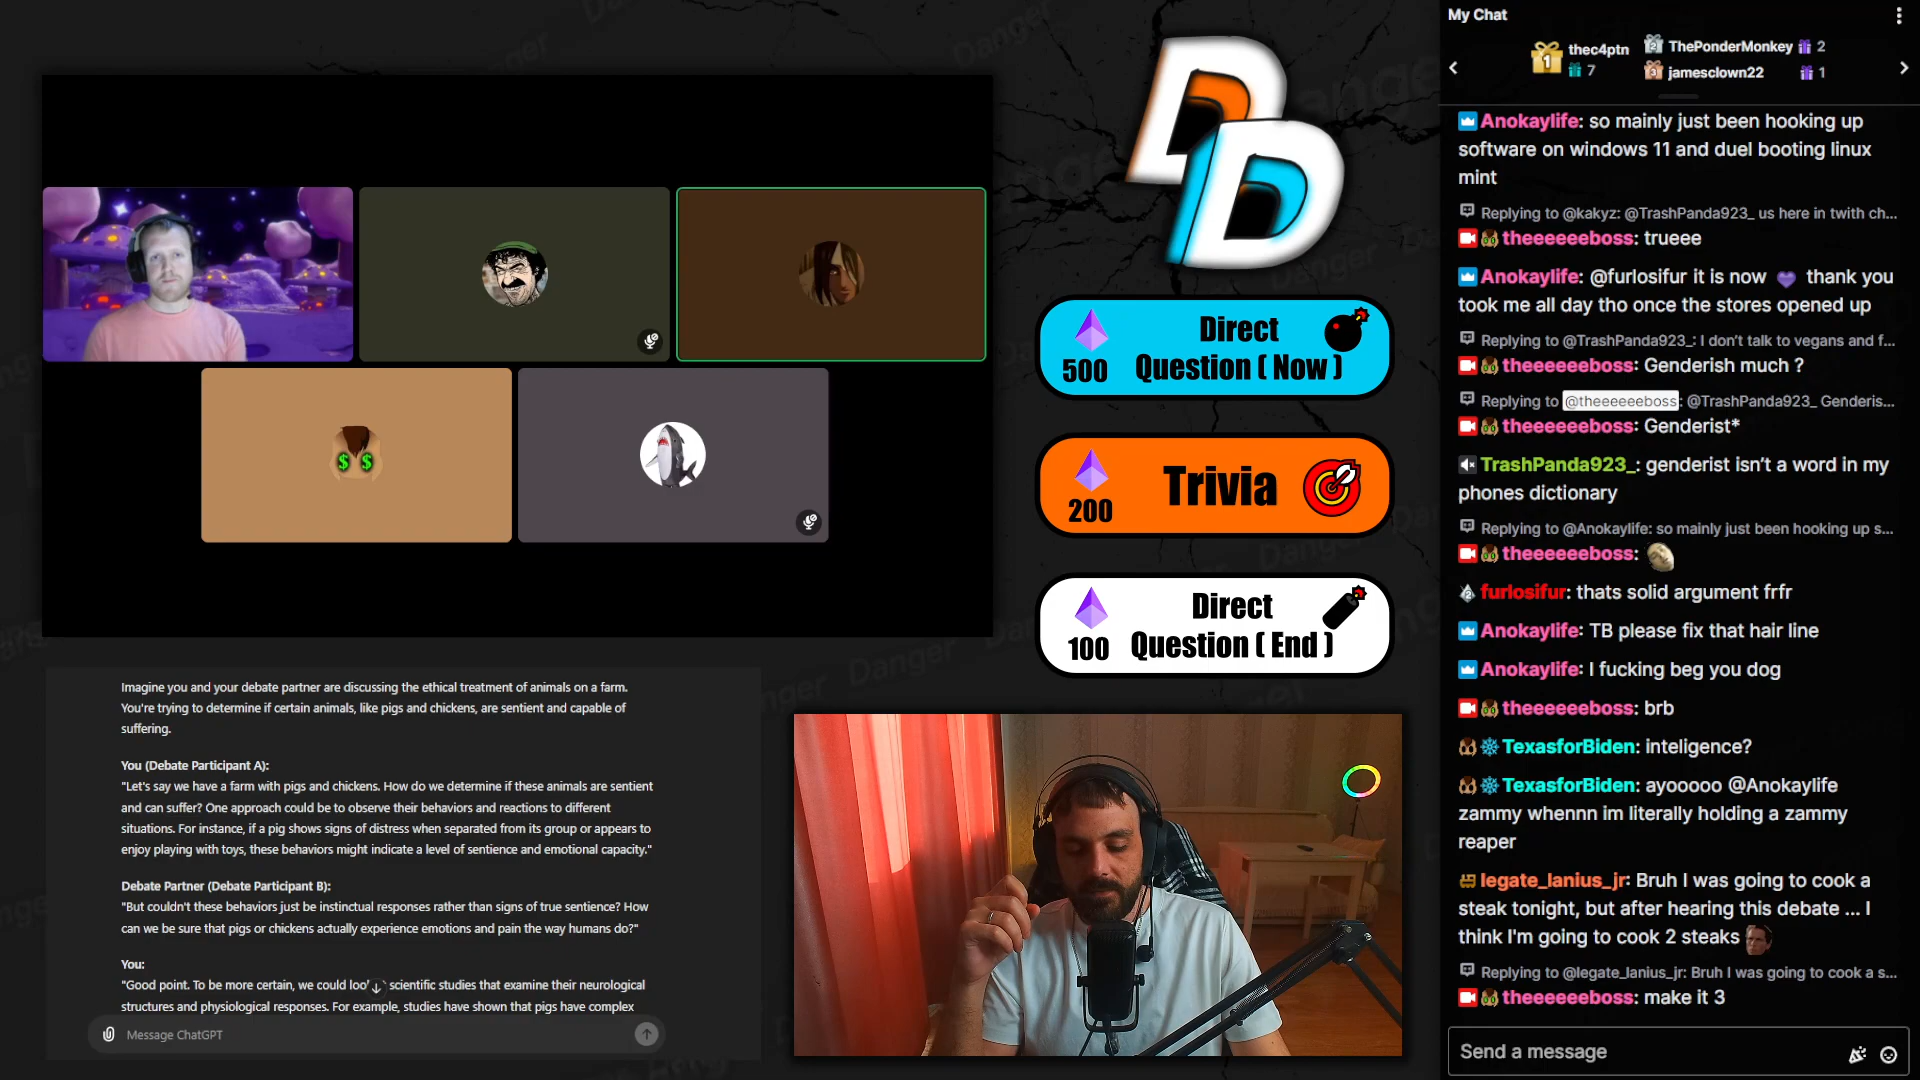 DD
500
Direct
Question ( Now )
200
Trivia
100
Direct
Question ( End )
Danger
Danger
Imagine you and your debate partner are discussing the ethical treatment of animals on a farm.
You're trying to determine if certain animals, like pigs and chickens, are sentient and capable of
suffering.
You (Debate Participant A):
"Let's say we have a farm with pigs and chickens. How do we determine if these animals are sentient
and can suffer? One approach could be to observe their behaviors and reactions to different
situations. For instance, if a pig shows signs of distress when separated from its group or appears to
enjoy playing with toys, these behaviors might indicate a level of sentience and emotional capacity."
Debate Partner (Debate Participant B):
"But couldn't these behaviors just be instinctual responses rather than signs of true sentience? How
can we be sure that pigs or chickens actually experience emotions and pain the way humans do?"
You:
"Good point. To be more certain, we could loo scientific studies that examine their neurological
structures and physiological responses. For example, studies have shown that pigs have complex
Message ChatGPT
My Chat
1 thec4ptn
7
2 ThePonderMonkey 2
3 jamesclown22 1
Anokaylife: so mainly just been hooking up
software on windows 11 and duel booting linux
mint
Replying to @kakyz: @TrashPanda923_ us here in twith ch...
theeeeeeboss: trueee
Anokaylife: @furlosifur it is now 💜 thank you
took me all day tho once the stores opened up
Replying to @TrashPanda923_: I don't talk to vegans and f...
theeeeeeboss: Genderish much ?
Replying to @theeeeeeboss: @TrashPanda923_ Genderis...
theeeeeeboss: Genderist*
TrashPanda923_: genderist isn't a word in my
phones dictionary
Replying to @Anokaylife: so mainly just been hooking up s...
theeeeeeboss:
furlosifur: thats solid argument frfr
Anokaylife: TB please fix that hair line
Anokaylife: I fucking beg you dog
theeeeeeboss: brb
TexasforBiden: inteligence?
TexasforBiden: ayooooo @Anokaylife
zammy whennn im literally holding a zammy
reaper
legate_lanius_jr: Bruh I was going to cook a
steak tonight, but after hearing this debate ... I
think I'm going to cook 2 steaks
Replying to @legate_lanius_jr: Bruh I was going to cook a s...
theeeeeeboss: make it 3
Send a message